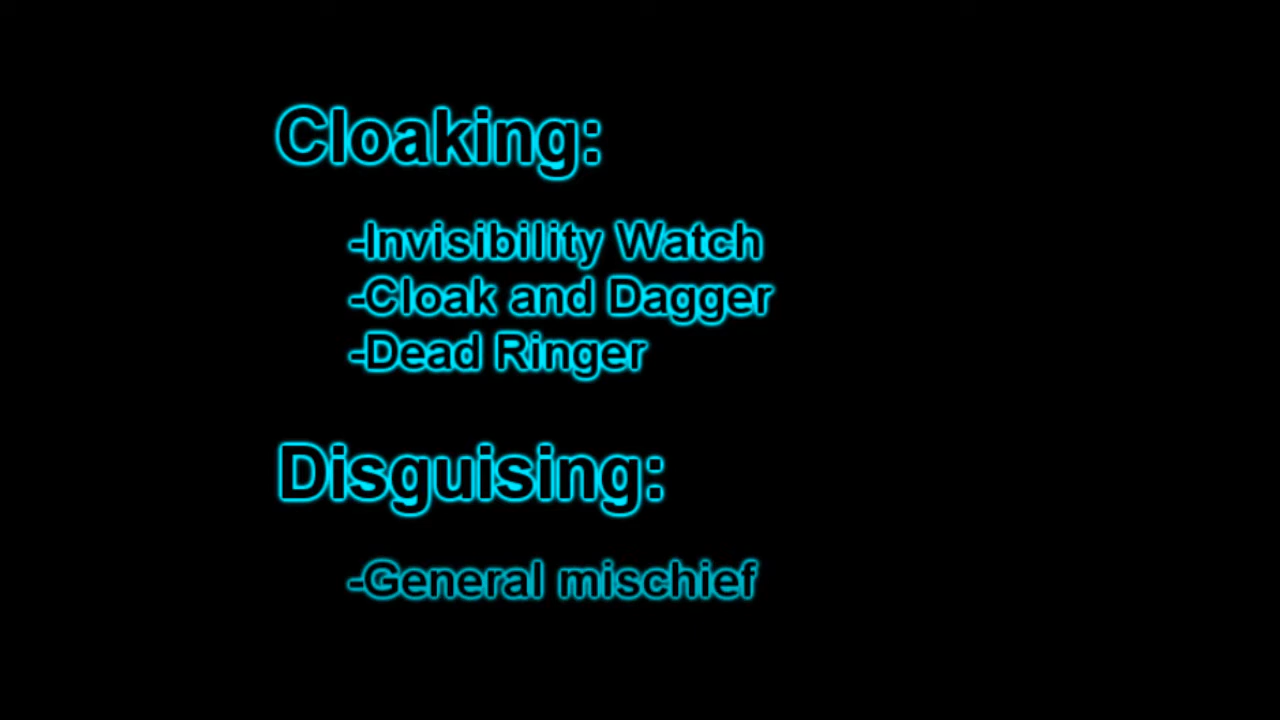 Cloaking:
-Invisibility Watch
-Cloak and Dagger
-Dead Ringer
Disguising:
-General mischief